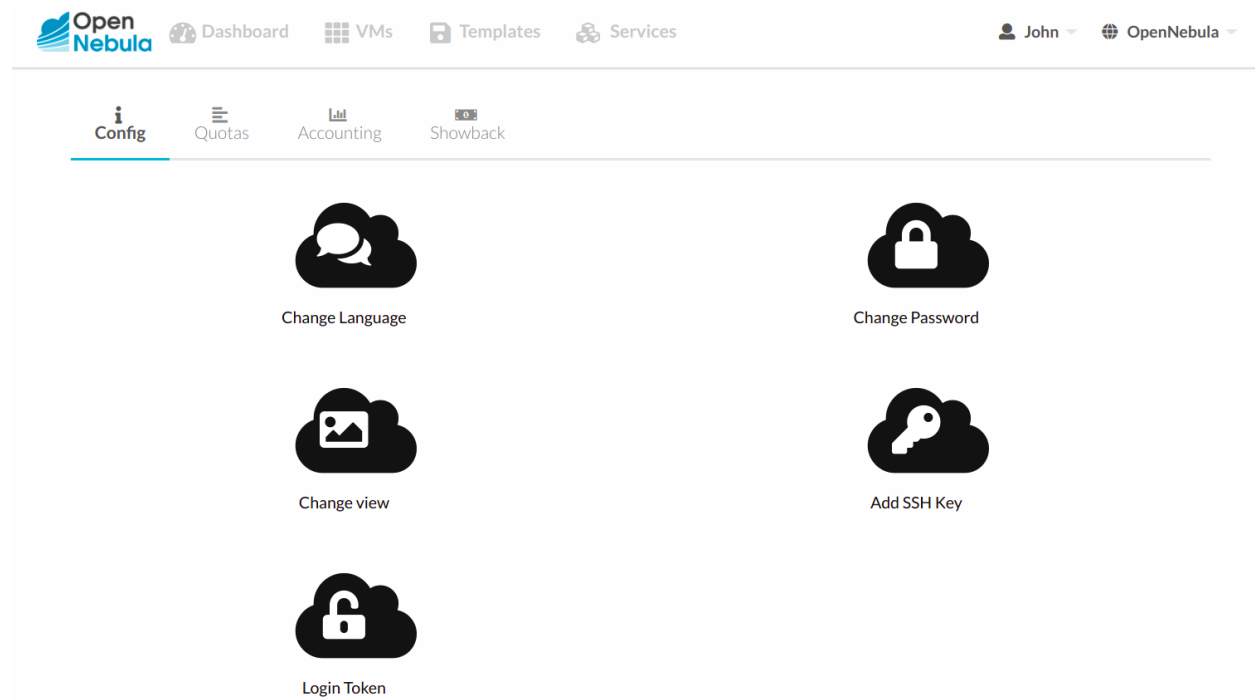 Open
Nebula
Dashboard VMs Templates Services John OpenNebula
Config Quotas Accounting Showback
Change Language Change Password
Change view Add SSH Key
Login Token